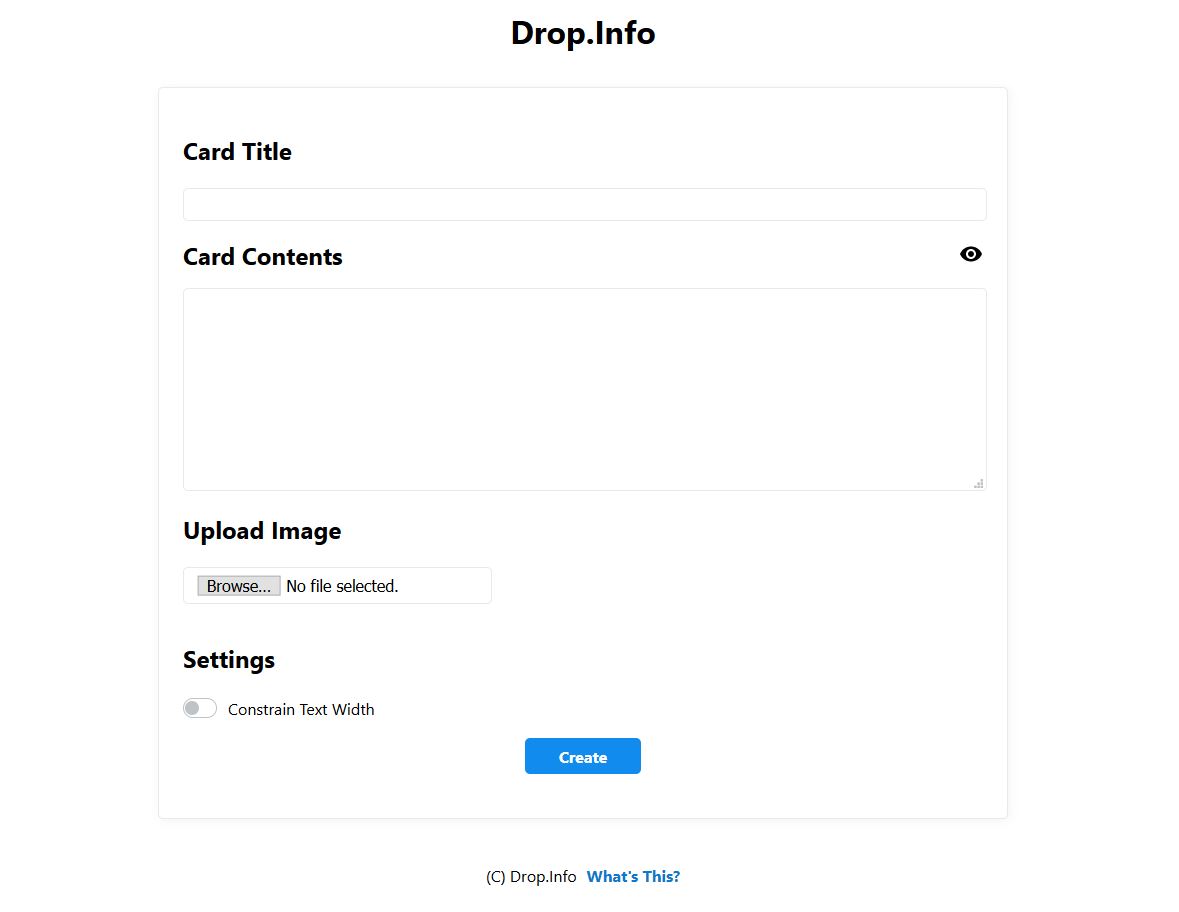 Drop.Info
Card Title
Card Contents
Upload Image
Browse... No file selected.
Settings
Constrain Text Width
Create
(C) Drop.Info What's This?